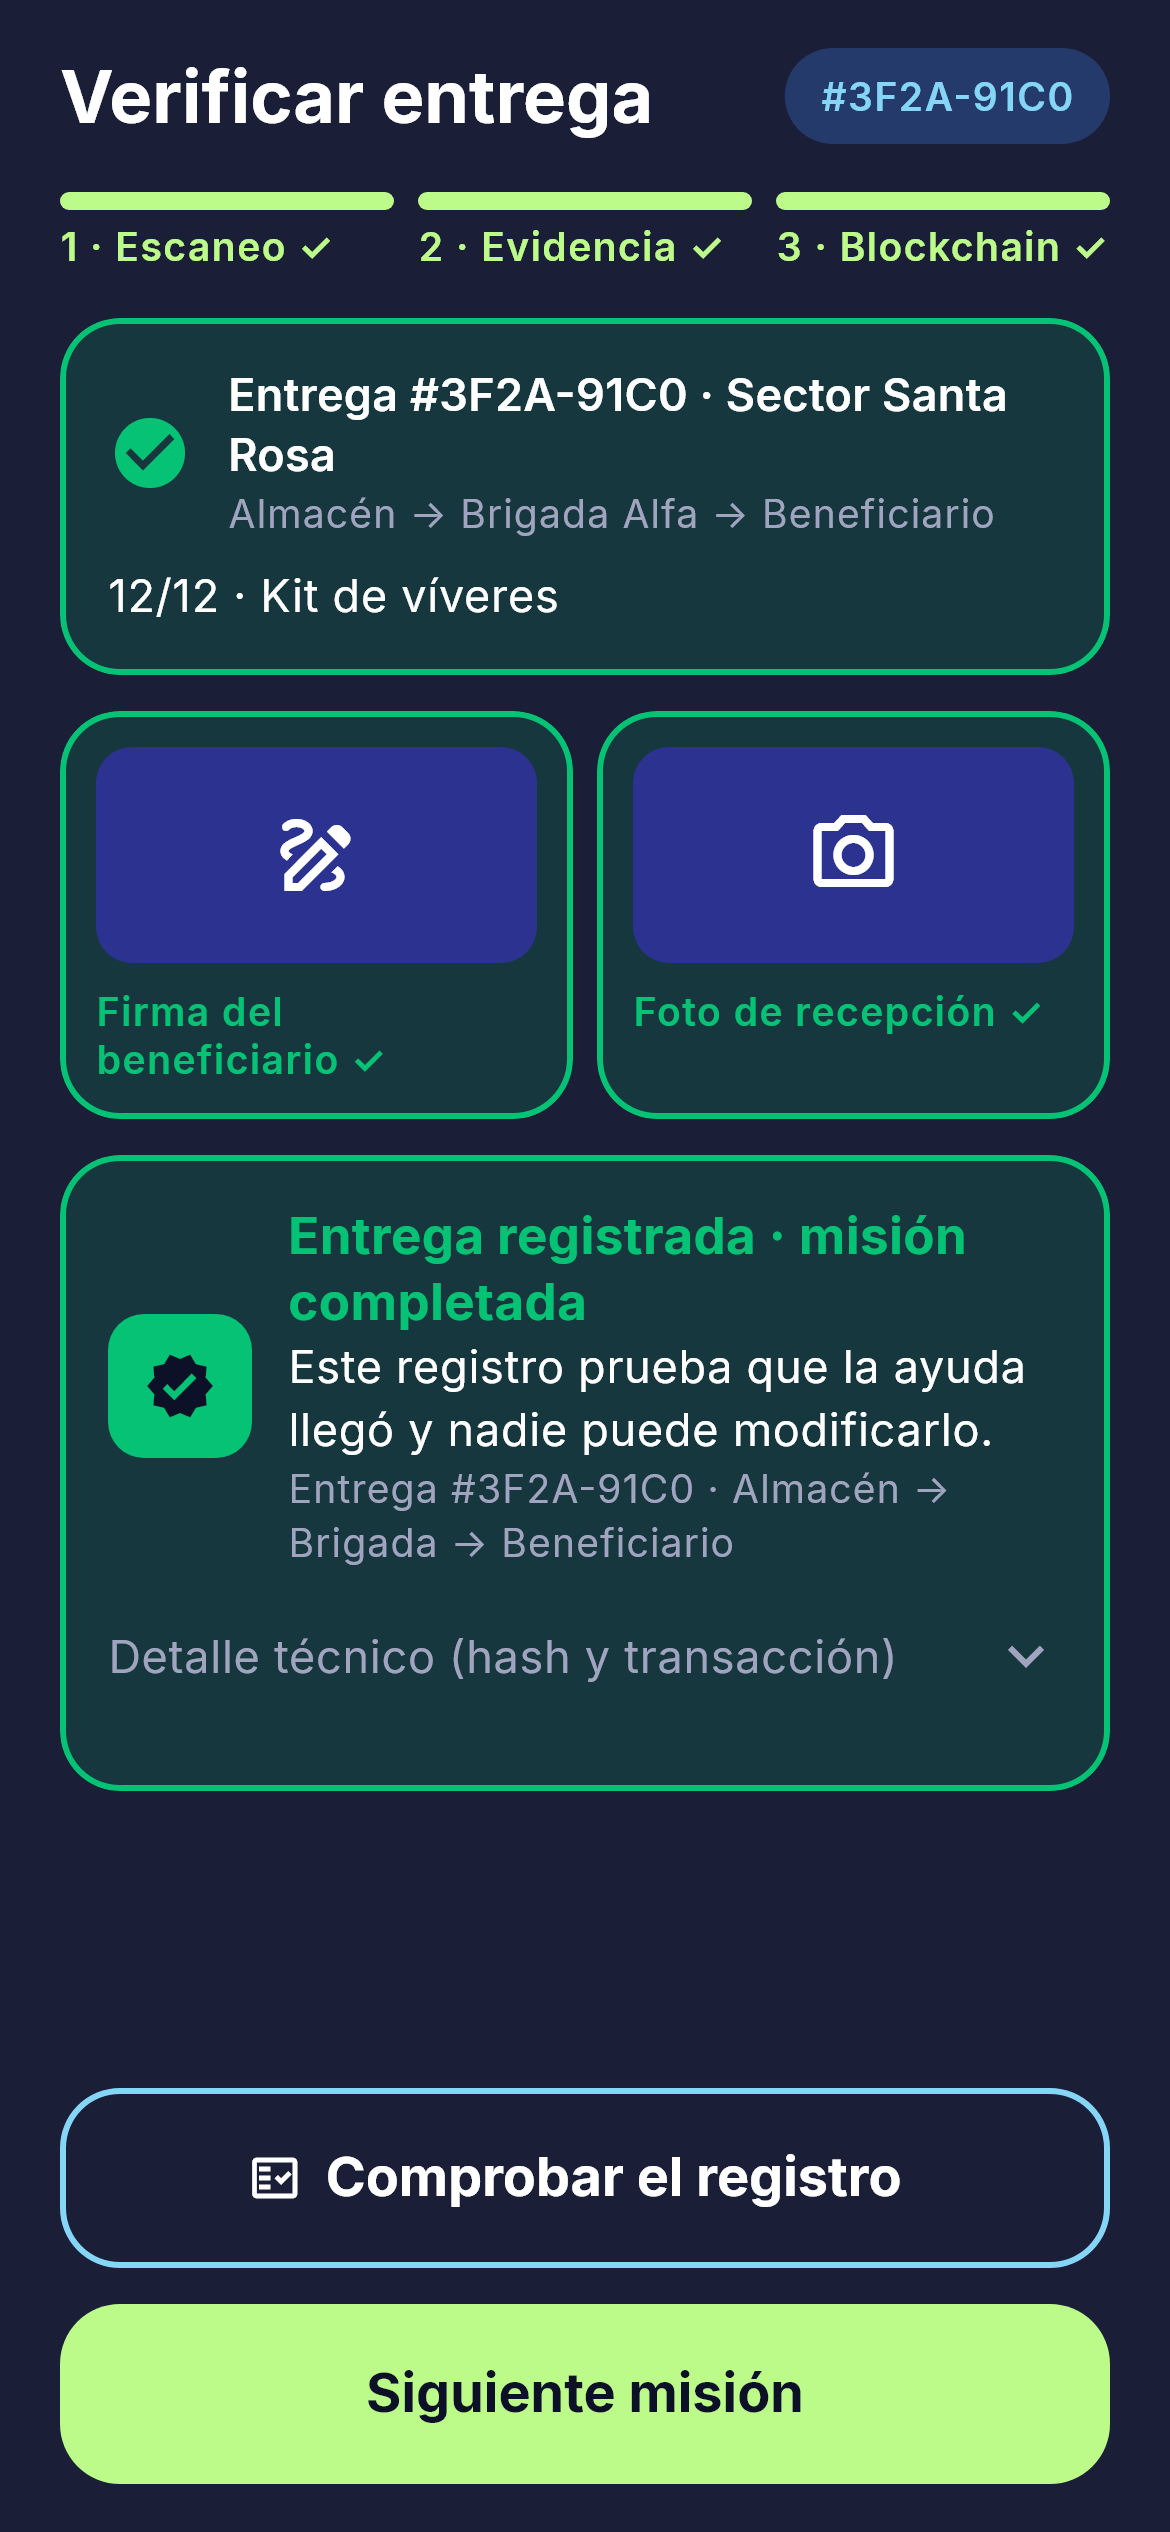 Verificar entrega
#3F2A-91C0
1 · Escaneo ✓
2 · Evidencia ✓
3 · Blockchain ✓
Entrega #3F2A-91C0 · Sector Santa
Rosa
Almacén → Brigada Alfa → Beneficiario
12/12 · Kit de víveres
Firma del
beneficiario ✓
Foto de recepción ✓
Entrega registrada · misión
completada
Este registro prueba que la ayuda
llegó y nadie puede modificarlo.
Entrega #3F2A-91C0 · Almacén →
Brigada → Beneficiario
Detalle técnico (hash y transacción)
Comprobar el registro
Siguiente misión